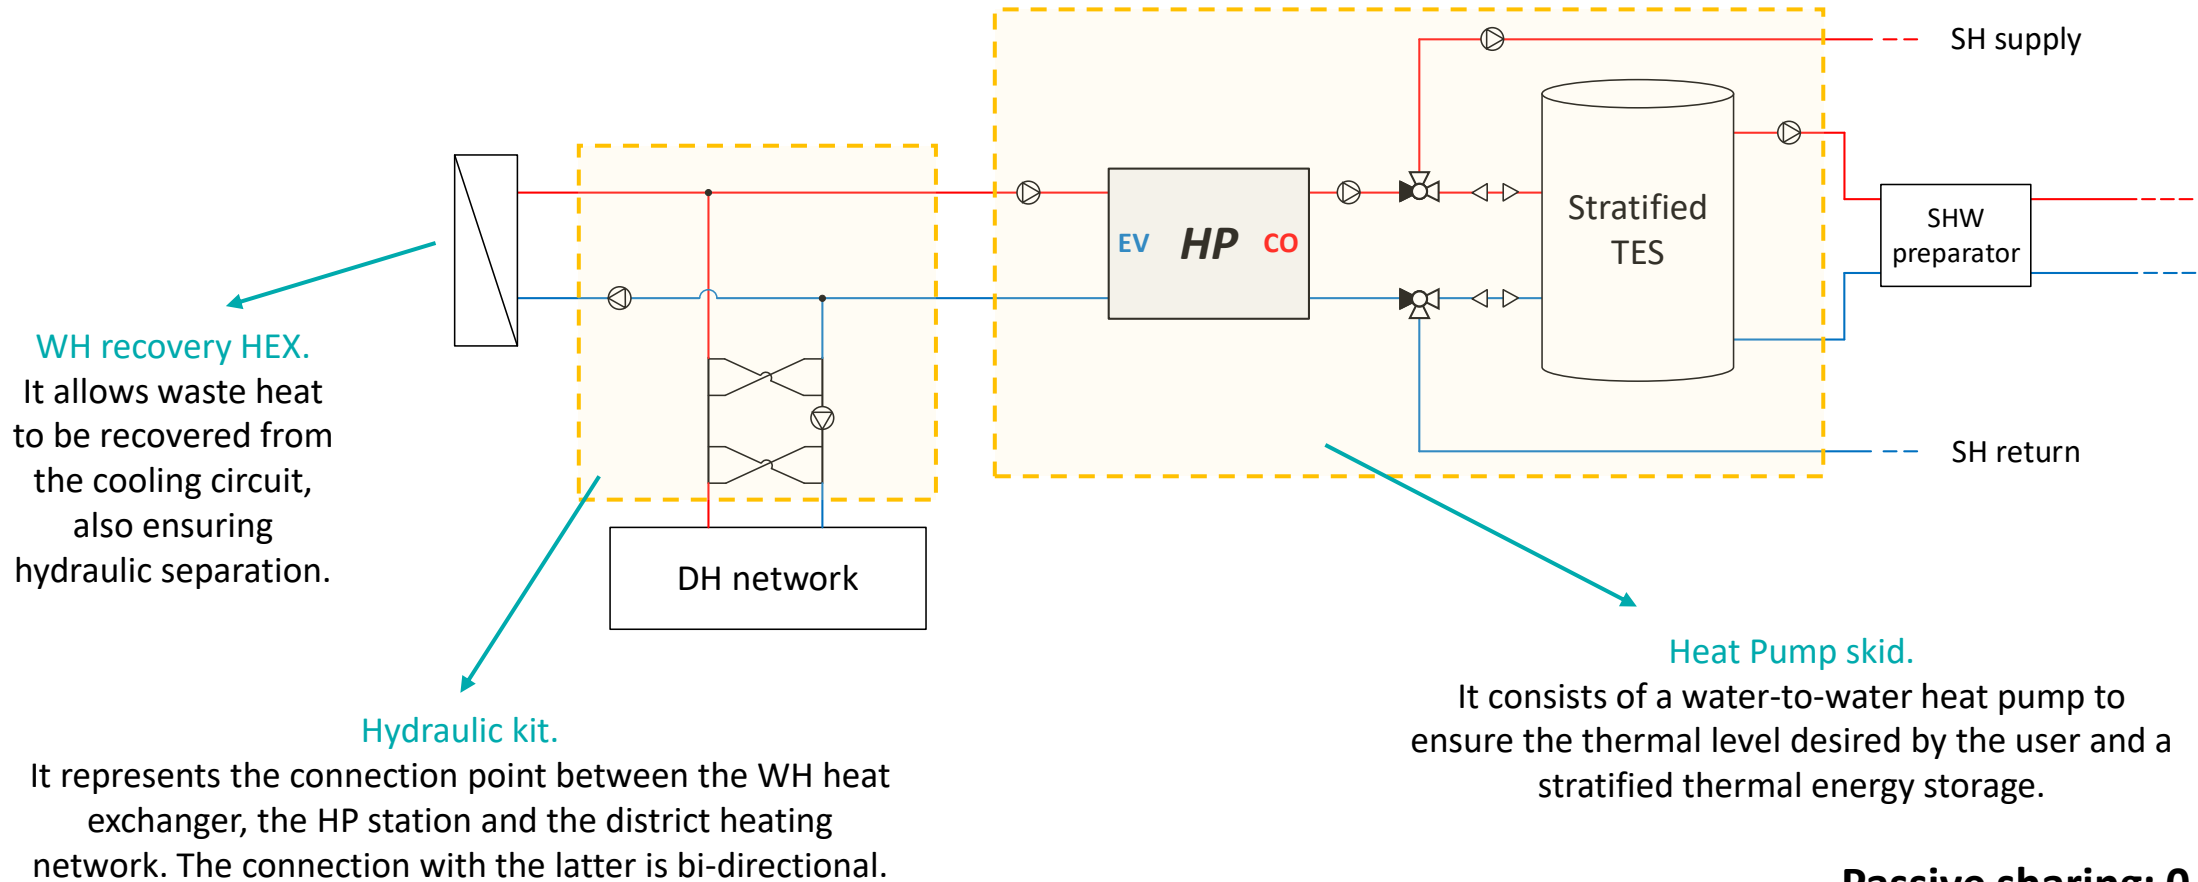 SH supply
Stratified
TES
EV HP CO
SHW
preparator
WH recovery HEX.
It allows waste heat
to be recovered from
the cooling circuit,
also ensuring
hydraulic separation.
SH return
DH network
Hydraulic kit.
It represents the connection point between the WH heat
exchanger, the HP station and the district heating
network. The connection with the latter is bi-directional.
Heat Pump skid.
It consists of a water-to-water heat pump to
ensure the thermal level desired by the user and a
stratified thermal energy storage.
Passive sharing: 0